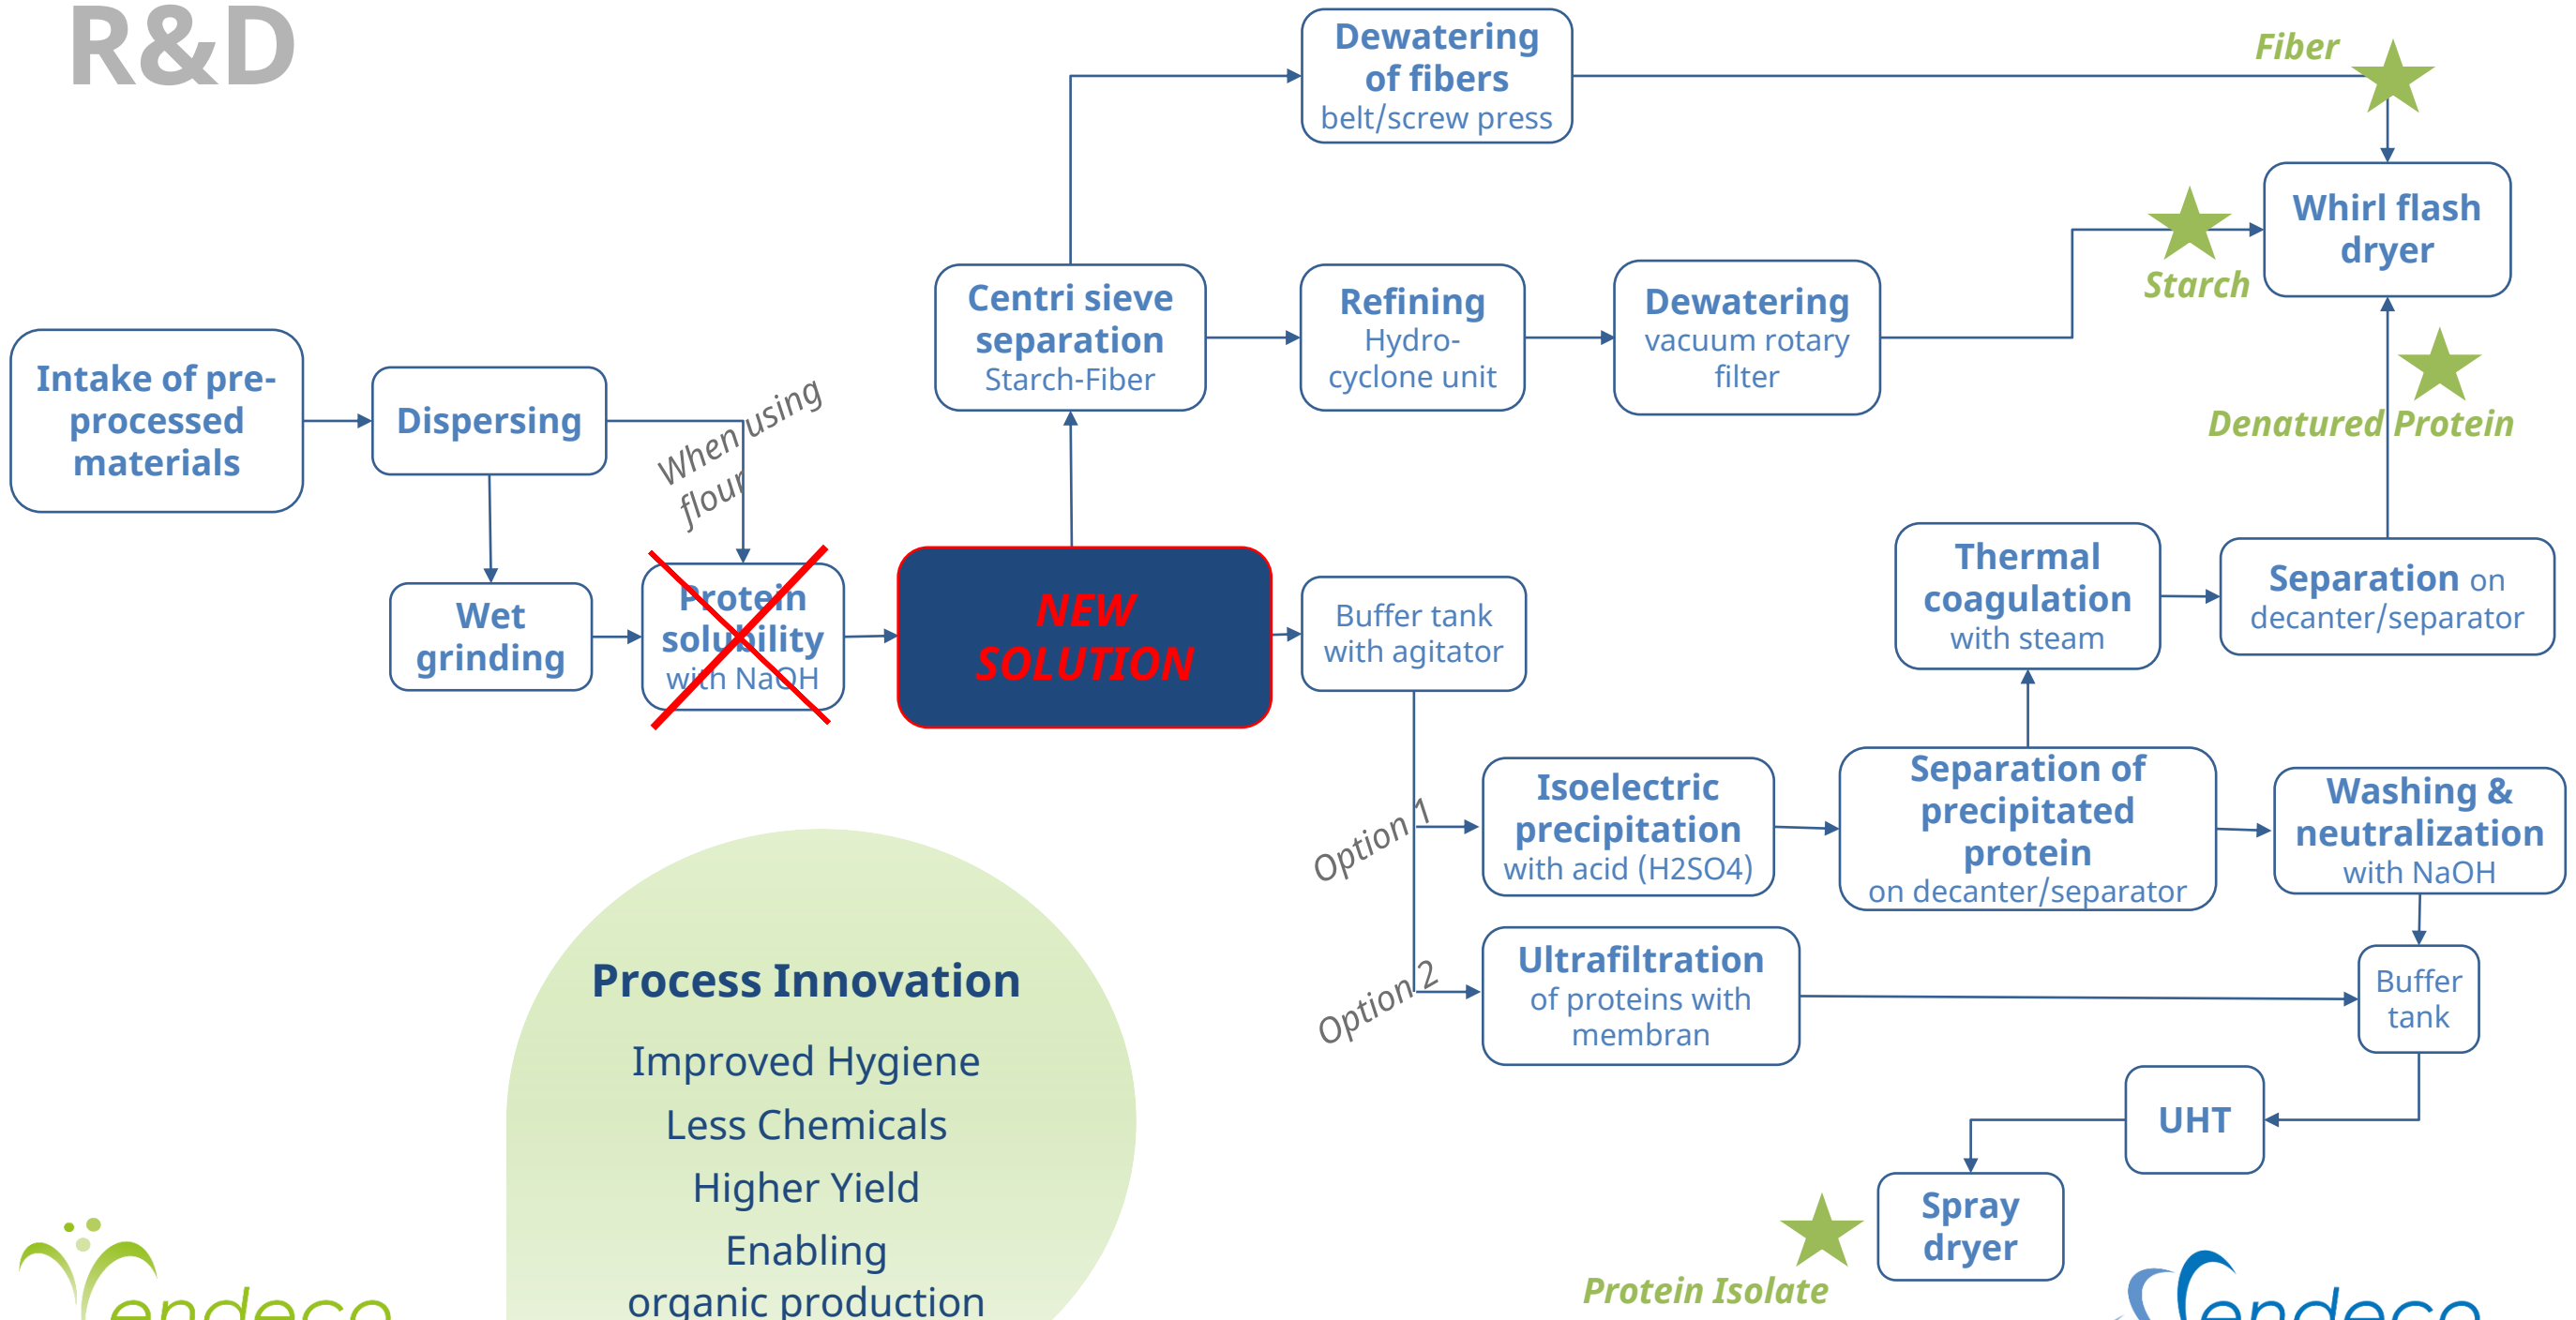 R&D
Dewatering
of fibers
belt/screw press
Fiber
Whirl flash
dryer
Starch
Centri sieve
separation
Starch-Fiber
Refining
Hydro-
cyclone unit
Dewatering
vacuum rotary
filter
Denatured Protein
Intake of pre-
processed
materials
Dispersing
When using
flour
Wet
grinding
Protein
solubility
with NaOH
NEW
SOLUTION
Buffer tank
with agitator
Thermal
coagulation
with steam
Separation on
decanter/separator
Option 1
Isoelectric
precipitation
with acid (H2SO4)
Separation of
precipitated
protein
on decanter/separator
Washing &
neutralization
with NaOH
Option 2
Ultrafiltration
of proteins with
membran
Buffer
tank
UHT
Spray
dryer
Protein Isolate
Process Innovation
Improved Hygiene
Less Chemicals
Higher Yield
Enabling
organic production
endeco
endeco